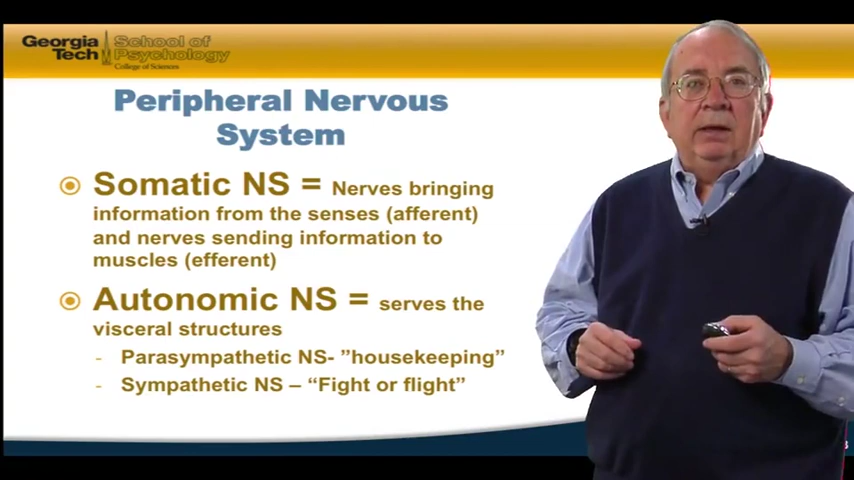 Georgia Tech
School of Psychology
College of Sciences
Peripheral Nervous
System
Somatic NS = Nerves bringing
information from the senses (afferent)
and nerves sending information to
muscles (efferent)
Autonomic NS = serves the
visceral structures
- Parasympathetic NS- ”housekeeping”
- Sympathetic NS – “Fight or flight”